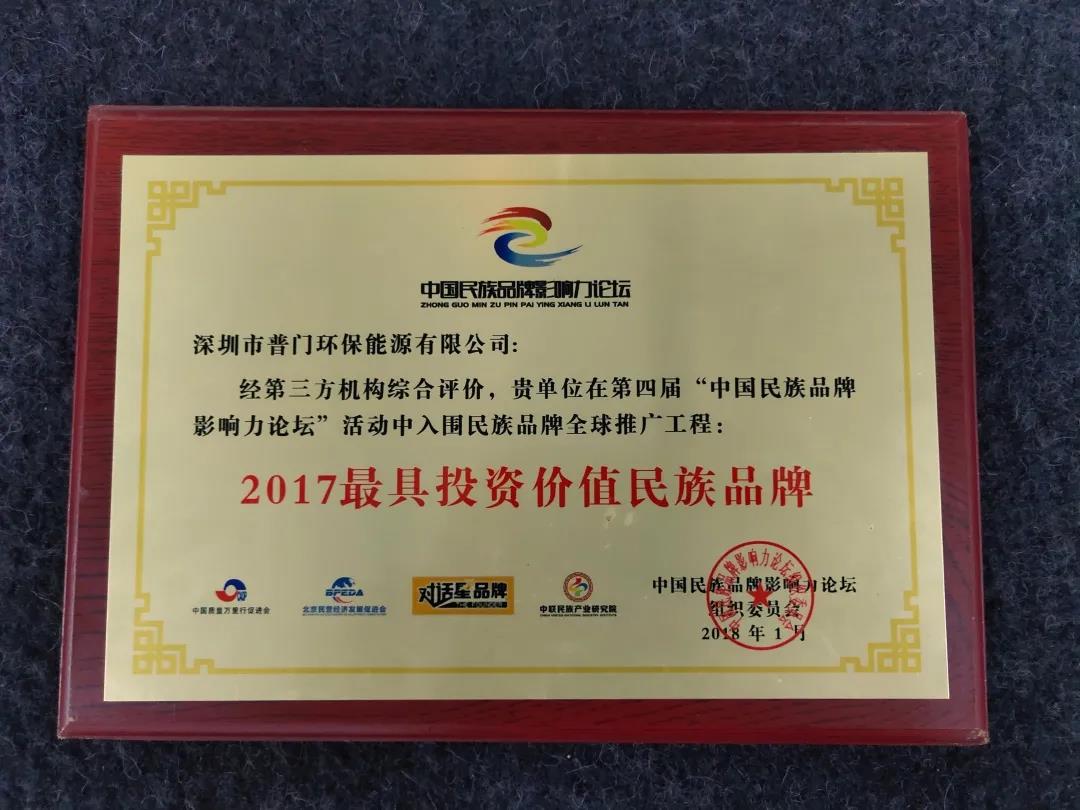 中国民族品牌影响力论坛
ZHONG GUO MIN ZU PIN PAI YING XIANG LI LUN TAN
深圳市普门环保能源有限公司:
经第三方机构综合评价，贵单位在第四届“中国民族品牌
影响力论坛”活动中入围民族品牌全球推广工程：
2017最具投资价值民族品牌
中国质量万里行促进会
BPEDA
北京民营经济发展促进会
对话星品牌
THE FOUNDER
中联民族产业研究院
中国民族品牌影响力论坛
组织委员会
2018 年 1 月